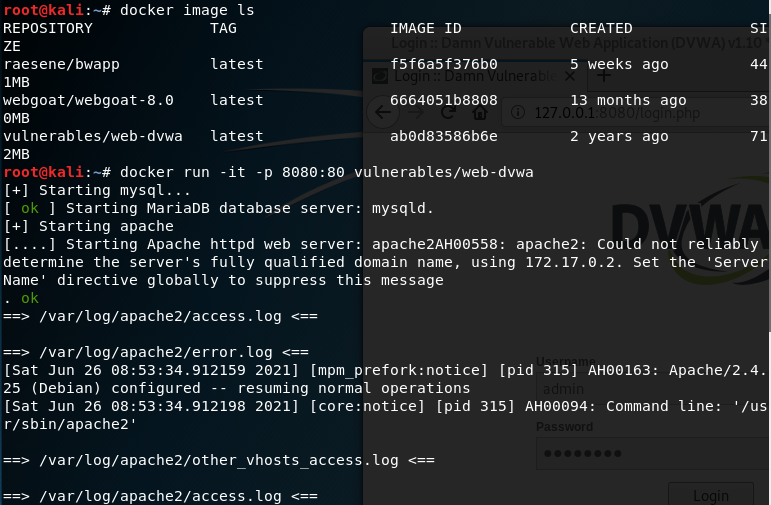 root@kali:~# docker image ls
REPOSITORY TAG IMAGE ID CREATED SI
ZE
raesene/bwapp latest f5f6a5f376b0 5 weeks ago 44
1MB
webgoat/webgoat-8.0 latest 6664051b8808 13 months ago 38
0MB
vulnerables/web-dvwa latest ab0d83586b6e 2 years ago 71
2MB
root@kali:~# docker run -it -p 8080:80 vulnerables/web-dvwa
[+] Starting mysql...
[ ok ] Starting MariaDB database server: mysqld.
[+] Starting apache
[....] Starting Apache httpd web server: apache2AH00558: apache2: Could not reliably
determine the server's fully qualified domain name, using 172.17.0.2. Set the 'Server
Name' directive globally to suppress this message
. ok
==> /var/log/apache2/access.log <==
==> /var/log/apache2/error.log <==
[Sat Jun 26 08:53:34.912159 2021] [mpm_prefork:notice] [pid 315] AH00163: Apache/2.4.
25 (Debian) configured -- resuming normal operations
[Sat Jun 26 08:53:34.912198 2021] [core:notice] [pid 315] AH00094: Command line: '/us
r/sbin/apache2'
==> /var/log/apache2/other_vhosts_access.log <==
==> /var/log/apache2/access.log <==
Login :: Damn Vulnerable Web Application (DVWA) v1.10
Login :: Damn Vulnerable
127.0.0.1:8080/login.php
DVWA
Username
admin
Password
Login